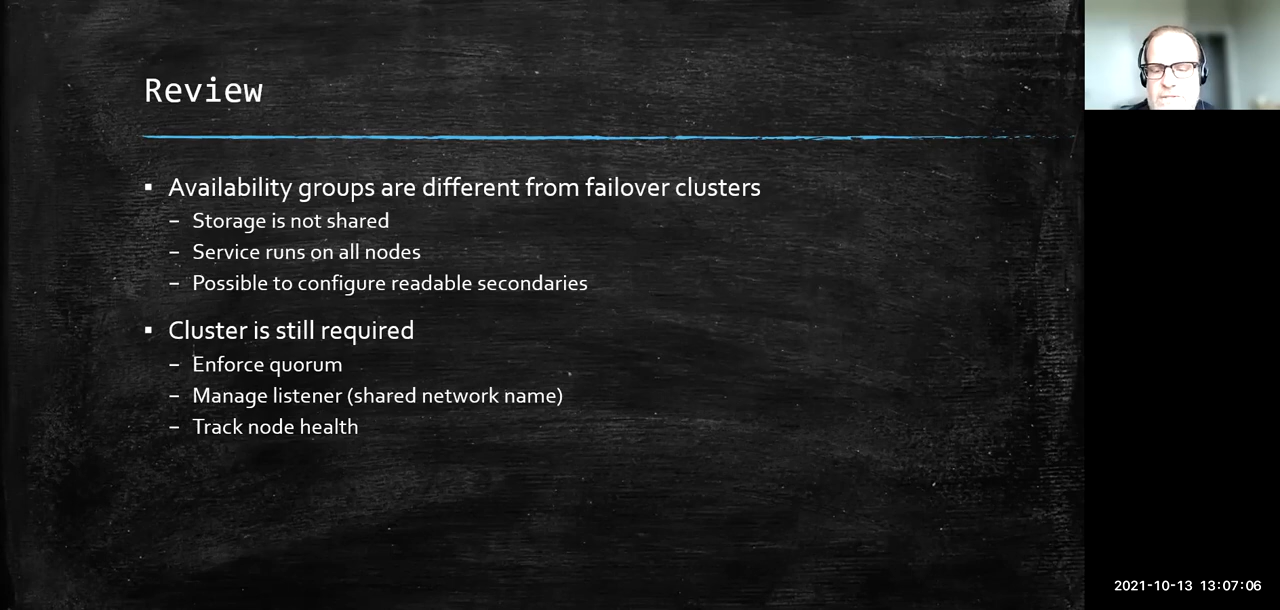 Review
▪ Availability groups are different from failover clusters
– Storage is not shared
– Service runs on all nodes
– Possible to configure readable secondaries
▪ Cluster is still required
– Enforce quorum
– Manage listener (shared network name)
– Track node health
2021-10-13 13:07:06